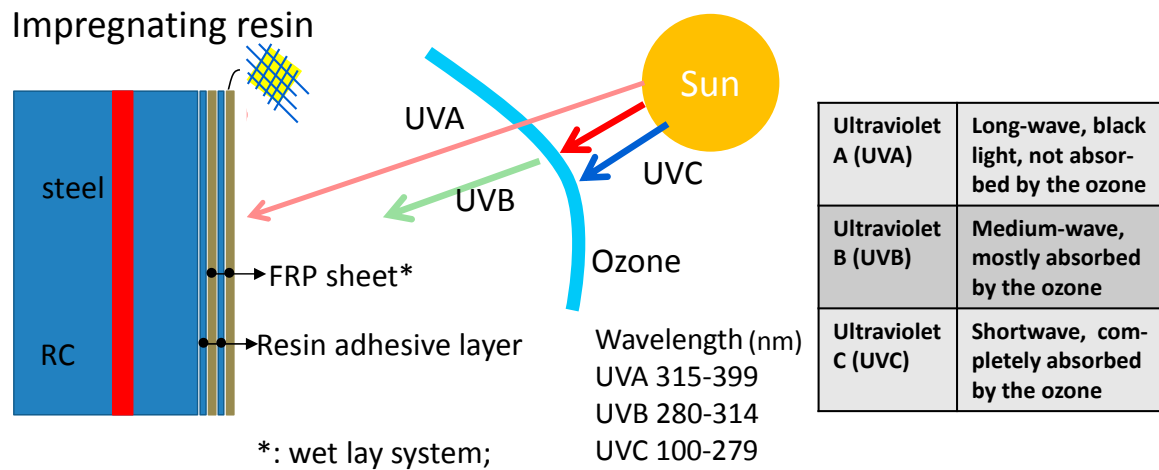 Impregnating resin
Sun
UVA
UVC
UVB
steel
Ozone
FRP sheet*
RC
Resin adhesive layer
*: wet lay system;
Wavelength (nm)
UVA 315-399
UVB 280-314
UVC 100-279
Ultraviolet
A (UVA)
Long-wave, black
light, not absor-
bed by the ozone
Ultraviolet
B (UVB)
Medium-wave,
mostly absorbed
by the ozone
Ultraviolet
C (UVC)
Shortwave, com-
pletely absorbed
by the ozone